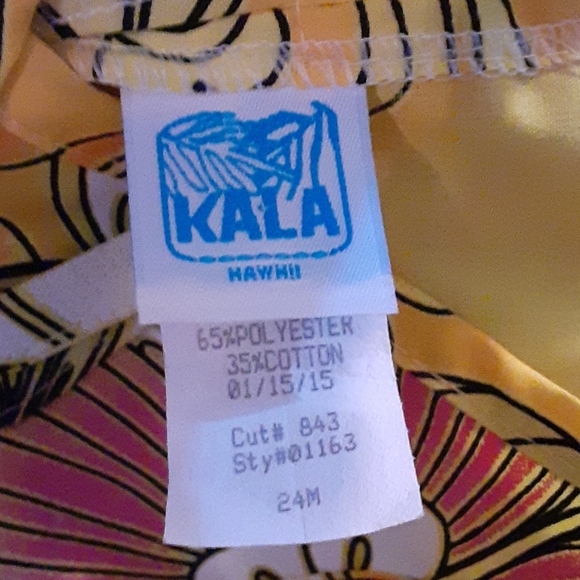 KALA
HAWAII
65%POLYESTER
35%COTTON
01/15/15
Cut# 843
Sty#01163
24M